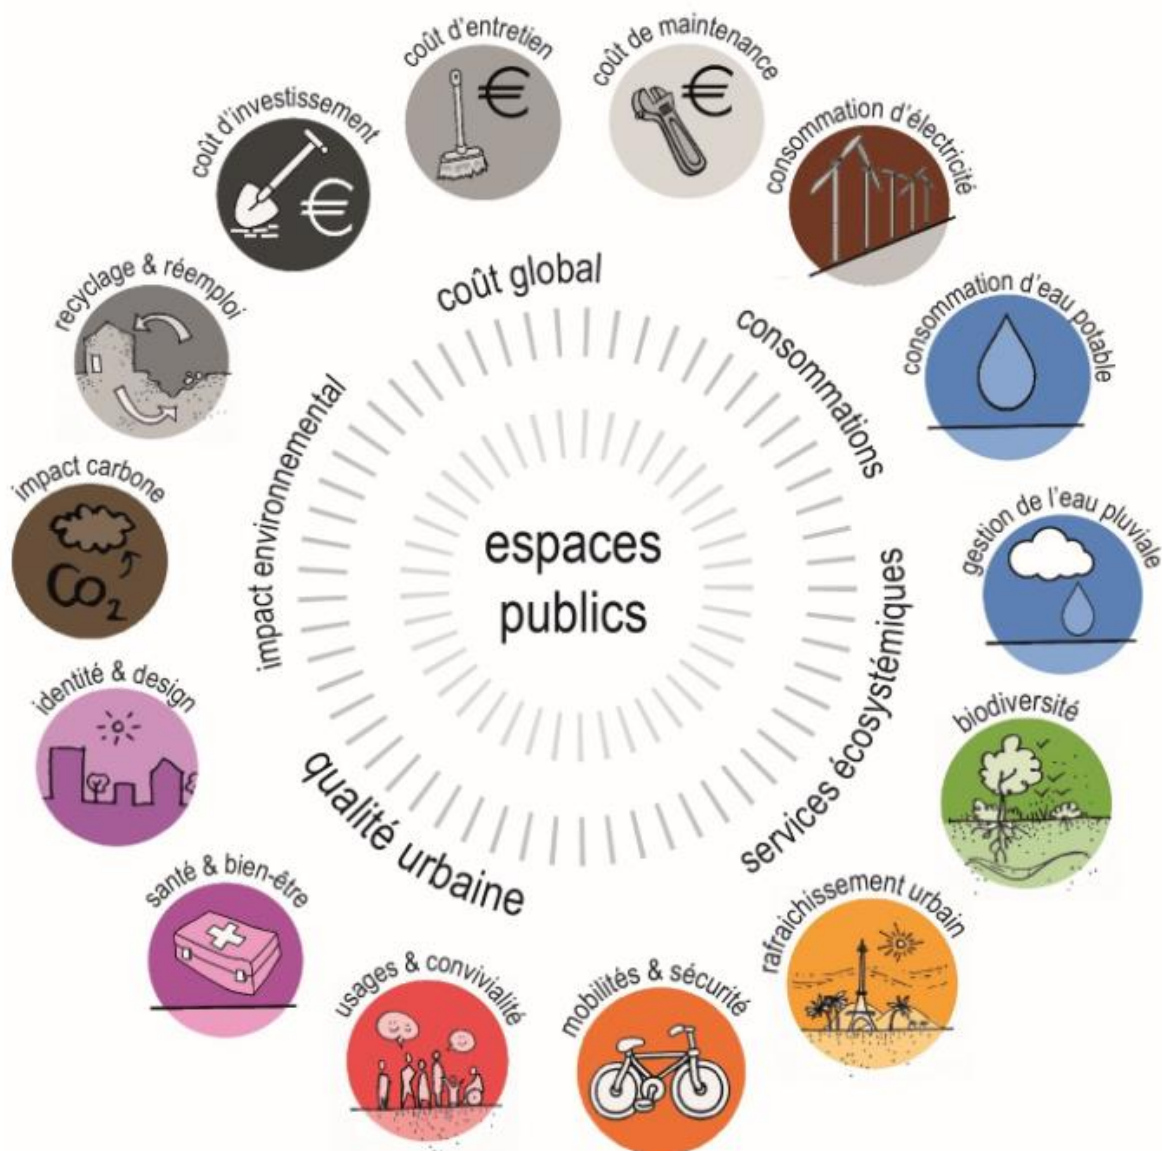 coût d'entretien
coût de maintenance
coût d'investissement
€
€
€
consommation d'électricité
recyclage & réemploi
coût global
consommation d'eau potable
consommations
impact environnemental
impact carbone
CO2
espaces
publics
gestion de l'eau pluviale
services écosystémiques
identité & design
biodiversité
qualité urbaine
santé & bien-être
rafraichissement urbain
usages & convivialité
mobilités & sécurité